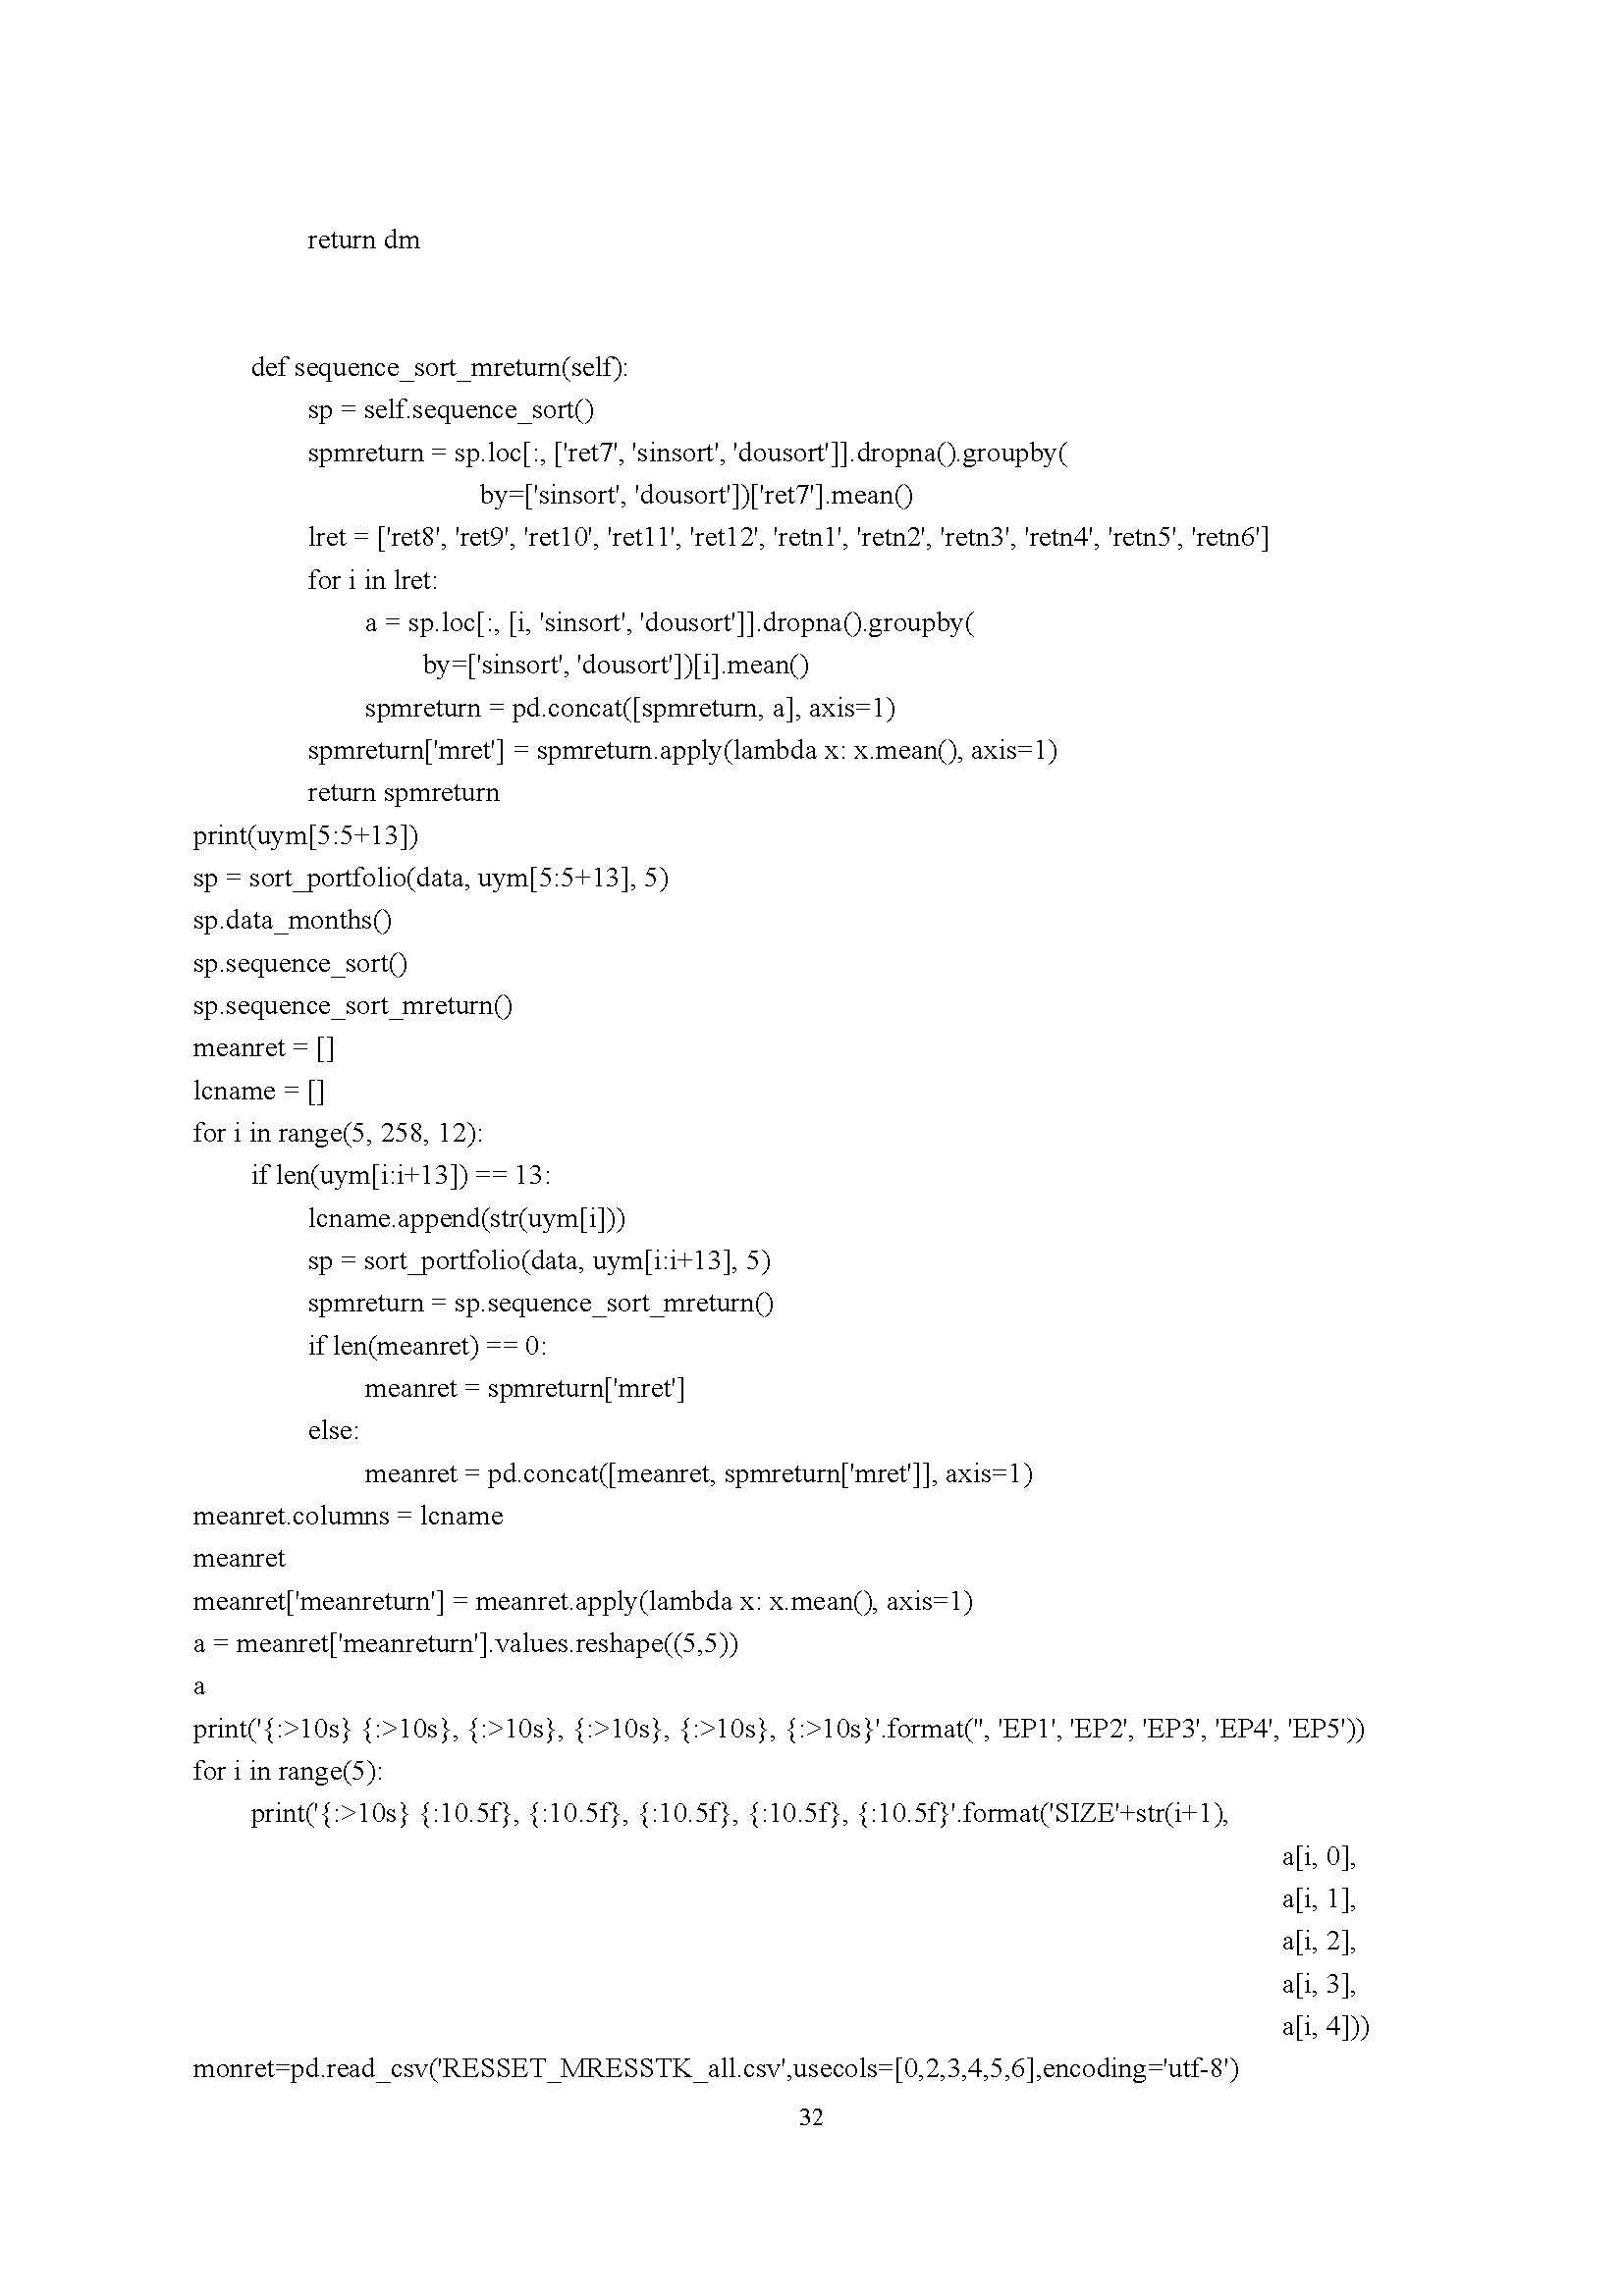 return dm
def sequence_sort_mreturn(self):
sp = self.sequence_sort()
spmreturn = sp.loc[:, ['ret7', 'sinsort', 'dousort']].dropna().groupby(
by=['sinsort', 'dousort'])['ret7'].mean()
lret = ['ret8', 'ret9', 'ret10', 'ret11', 'ret12', 'retn1', 'retn2', 'retn3', 'retn4', 'retn5', 'retn6']
for i in lret:
a = sp.loc[:, [i, 'sinsort', 'dousort']].dropna().groupby(
by=['sinsort', 'dousort'])[i].mean()
spmreturn = pd.concat([spmreturn, a], axis=1)
spmreturn['mret'] = spmreturn.apply(lambda x: x.mean(), axis=1)
return spmreturn
print(uym[5:5+13])
sp = sort_portfolio(data, uym[5:5+13], 5)
sp.data_months()
sp.sequence_sort()
sp.sequence_sort_mreturn()
meanret = []
lcname = []
for i in range(5, 258, 12):
if len(uym[i:i+13]) == 13:
lcname.append(str(uym[i]))
sp = sort_portfolio(data, uym[i:i+13], 5)
spmreturn = sp.sequence_sort_mreturn()
if len(meanret) == 0:
meanret = spmreturn['mret']
else:
meanret = pd.concat([meanret, spmreturn['mret']], axis=1)
meanret.columns = lcname
meanret
meanret['meanreturn'] = meanret.apply(lambda x: x.mean(), axis=1)
a = meanret['meanreturn'].values.reshape((5,5))
a
print('{:>10s} {:>10s}, {:>10s}, {:>10s}, {:>10s}, {:>10s}'.format('', 'EP1', 'EP2', 'EP3', 'EP4', 'EP5'))
for i in range(5):
print('{:>10s} {:10.5f}, {:10.5f}, {:10.5f}, {:10.5f}, {:10.5f}'.format('SIZE'+str(i+1),
a[i, 0],
a[i, 1],
a[i, 2],
a[i, 3],
a[i, 4]))
monret=pd.read_csv('RESSET_MRESSTK_all.csv',usecols=[0,2,3,4,5,6],encoding='utf-8')
32